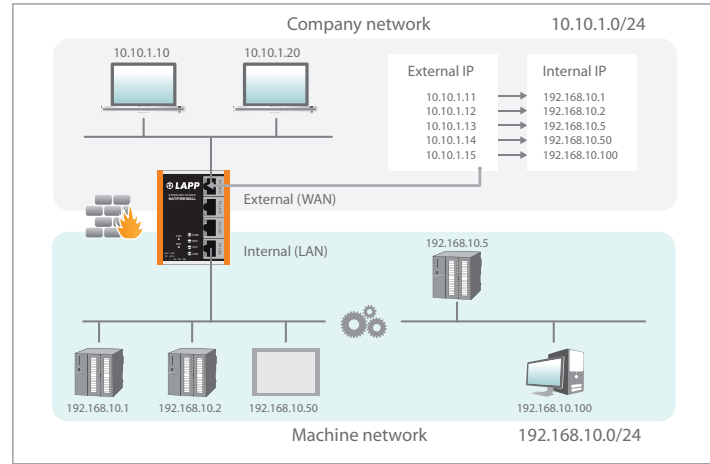 Company network 10.10.1.0/24
10.10.1.10 10.10.1.20
External IP Internal IP
10.10.1.11 192.168.10.1
10.10.1.12 192.168.10.2
10.10.1.13 192.168.10.5
10.10.1.14 192.168.10.50
10.10.1.15 192.168.10.100
LAPP
NAT/FIREWALL
External (WAN)
Internal (LAN)
192.168.10.5
192.168.10.1 192.168.10.2 192.168.10.50 192.168.10.100
Machine network 192.168.10.0/24